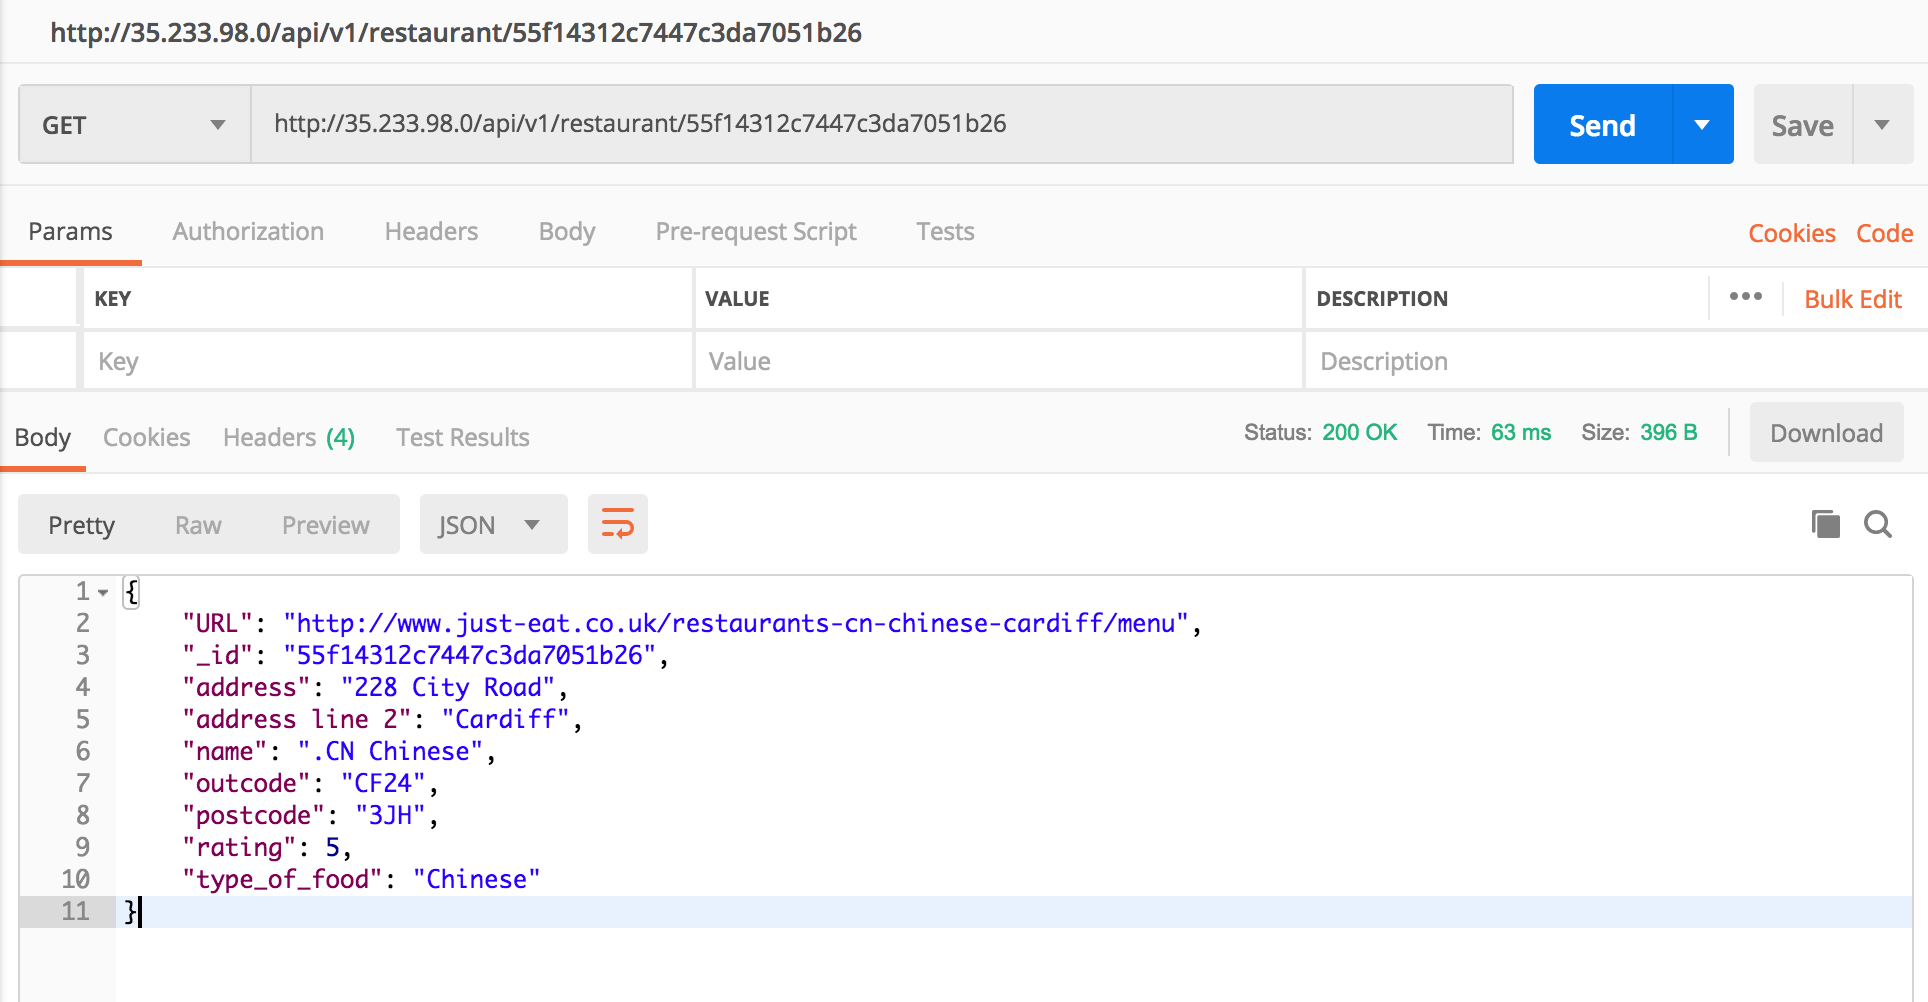 http://35.233.98.0/api/v1/restaurant/55f14312c7447c3da7051b26
GET http://35.233.98.0/api/v1/restaurant/55f14312c7447c3da7051b26 Send Save
Params Authorization Headers Body Pre-request Script Tests Cookies Code
KEY VALUE DESCRIPTION ••• Bulk Edit
Key Value Description
Body Cookies Headers (4) Test Results Status: 200 OK Time: 63 ms Size: 396 B Download
Pretty Raw Preview JSON
1 {
2 "URL": "http://www.just-eat.co.uk/restaurants-cn-chinese-cardiff/menu",
3 "_id": "55f14312c7447c3da7051b26",
4 "address": "228 City Road",
5 "address line 2": "Cardiff",
6 "name": ".CN Chinese",
7 "outcode": "CF24",
8 "postcode": "3JH",
9 "rating": 5,
10 "type_of_food": "Chinese"
11 }